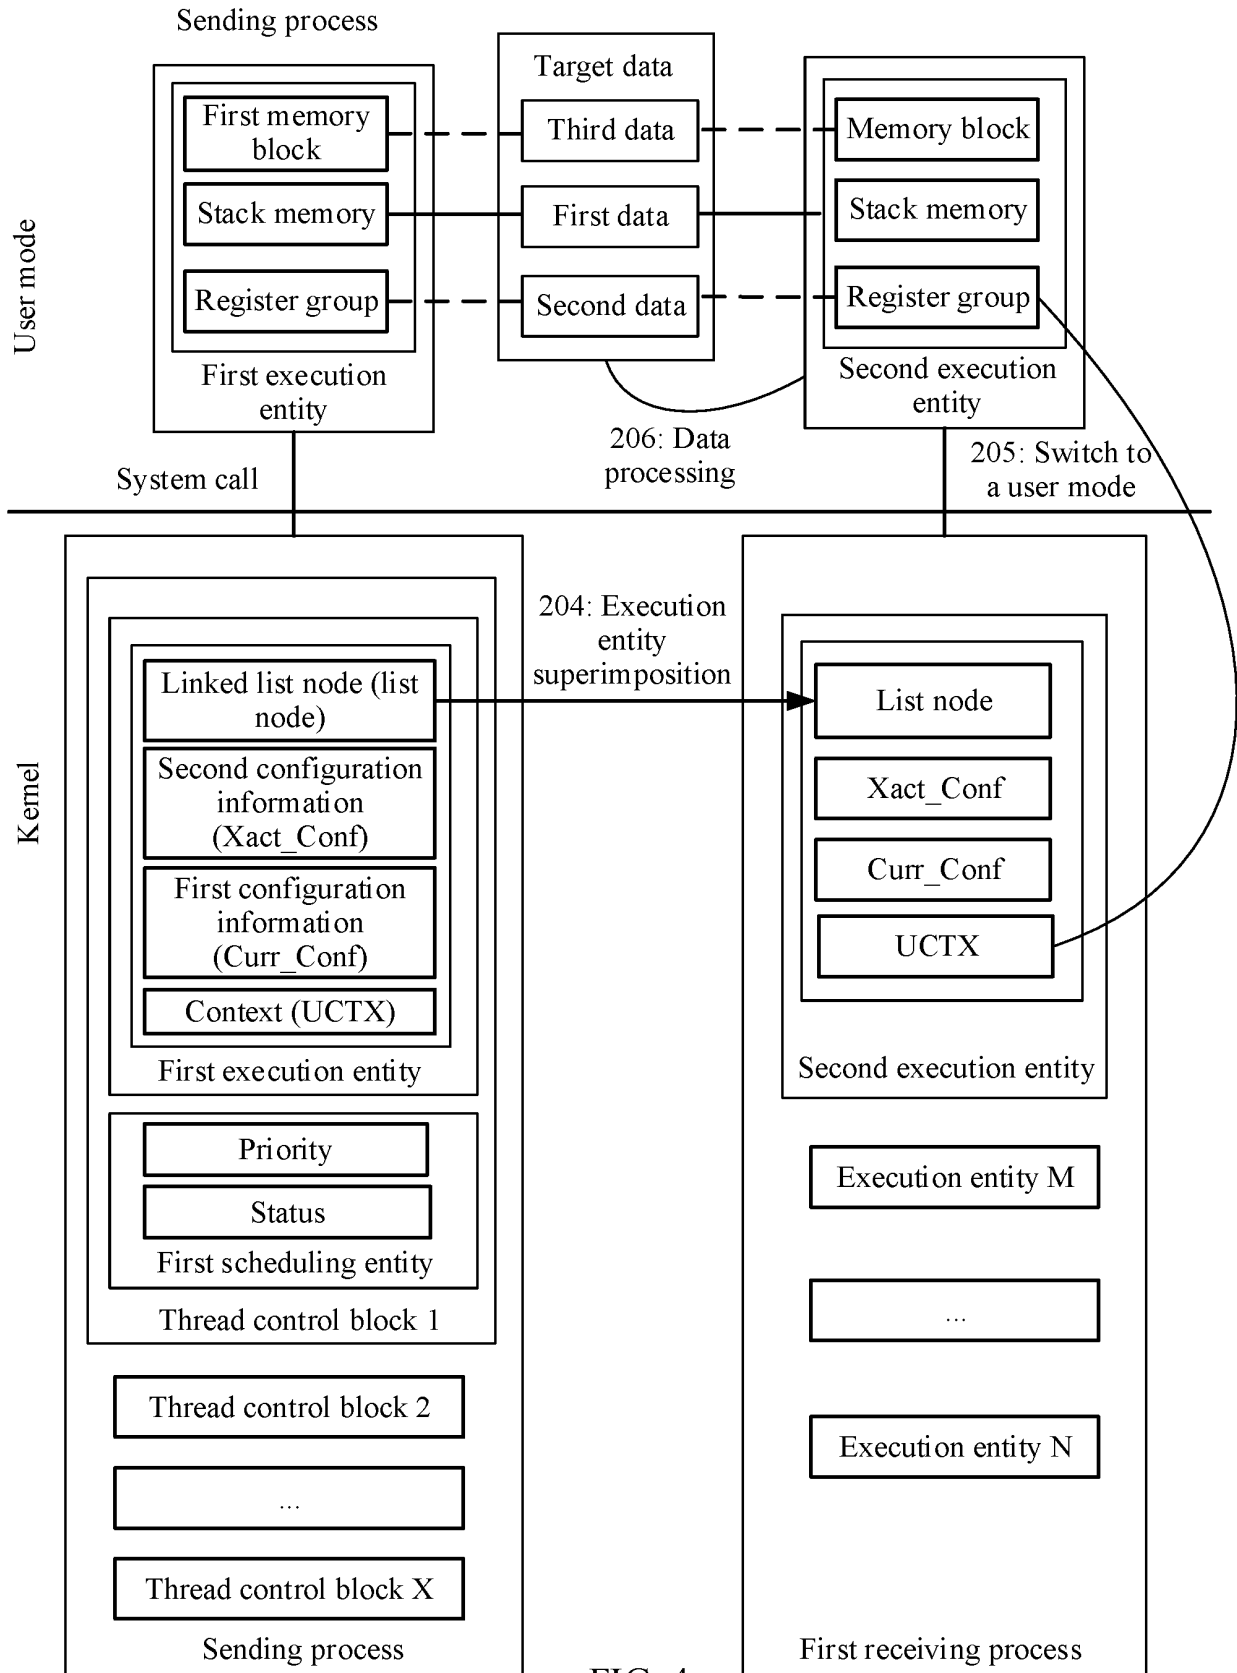 Sending process
Target data
First memory
block
Third data
Memory block
Stack memory
First data
Stack memory
Register group
Second data
Register group
First execution
entity
Second execution
entity
User mode
206: Data
processing
205: Switch to
a user mode
System call
Kernel
204: Execution
entity
superimposition
Linked list node (list
node)
List node
Second configuration
information
(Xact_Conf)
Xact_Conf
First configuration
information
(Curr_Conf)
Curr_Conf
UCTX
Context (UCTX)
First execution entity
Second execution entity
Priority
Status
First scheduling entity
Thread control block 1
Execution entity M
...
Thread control block 2
Execution entity N
...
Thread control block X
Sending process
First receiving process
FIG. 4